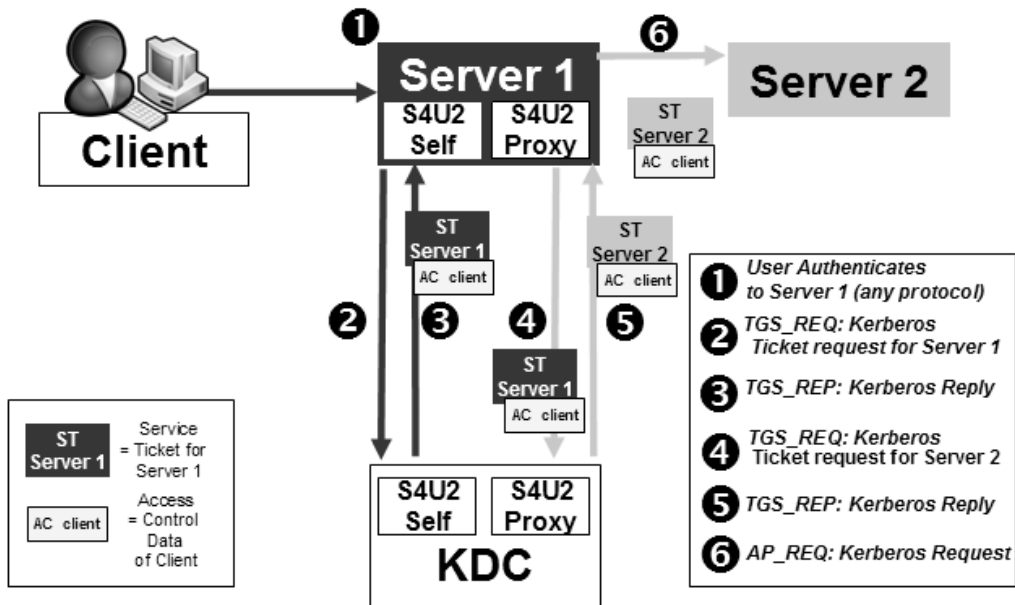 1
6
Server 1
S4U2
Self
S4U2
Proxy
Server 2
Client
ST
Server 2
AC client
ST
Server 1
AC client
ST
Server 2
AC client
2
3
4
5
ST
Server 1
AC client
S4U2
Self
S4U2
Proxy
KDC
ST
Server 1
Service
= Ticket for
Server 1
AC client
Access
= Control
Data
of Client
1 User Authenticates
to Server 1 (any protocol)
2 TGS_REQ: Kerberos
Ticket request for Server 1
3 TGS_REP: Kerberos Reply
4 TGS_REQ: Kerberos
Ticket request for Server 2
5 TGS_REP: Kerberos Reply
6 AP_REQ: Kerberos Request